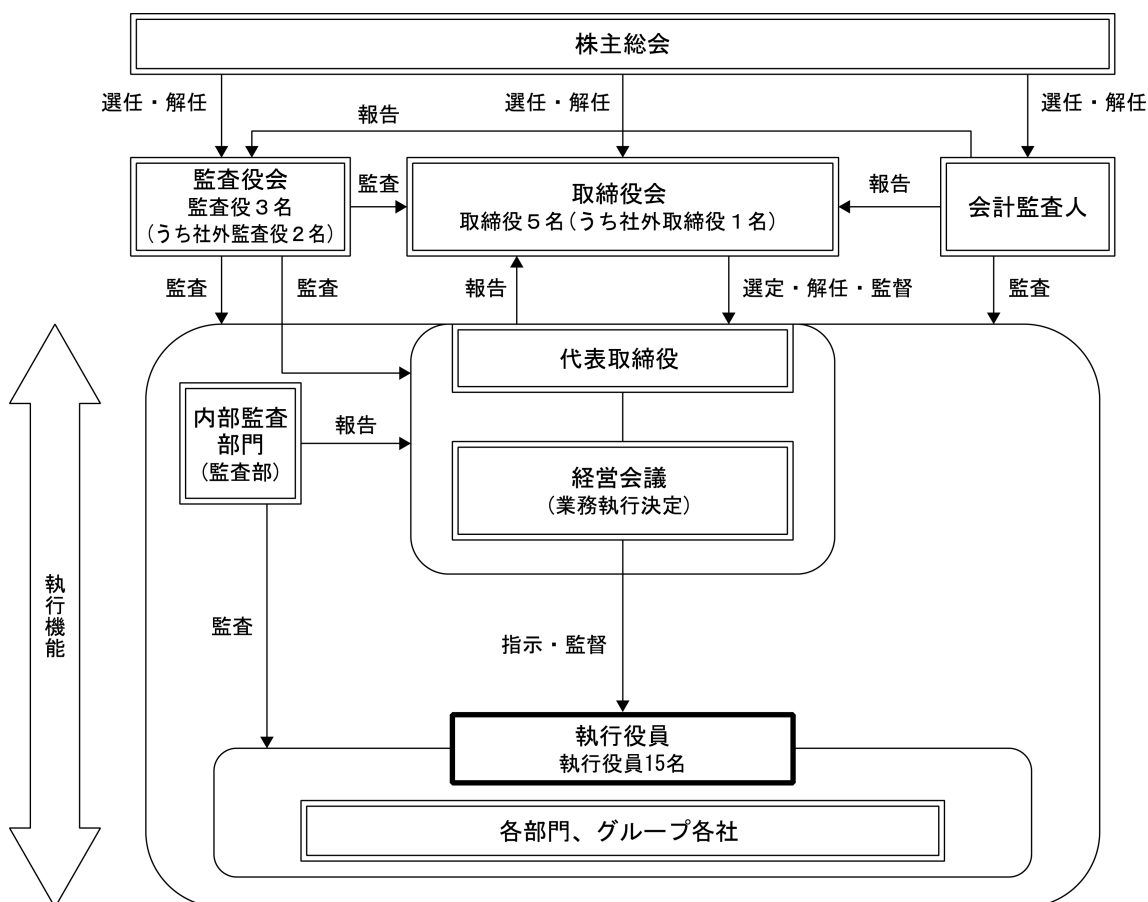 株主総会
選任・解任
選任・解任
選任・解任
報告
監査役会
監査役３名
(うち社外監査役２名)
監査
取締役会
取締役５名(うち社外取締役１名)
報告
会計監査人
監査
監査
報告
選定・解任・監督
監査
代表取締役
内部監査
部門
(監査部)
報告
経営会議
(業務執行決定)
執行機能
監査
指示・監督
執行役員
執行役員15名
各部門、グループ各社